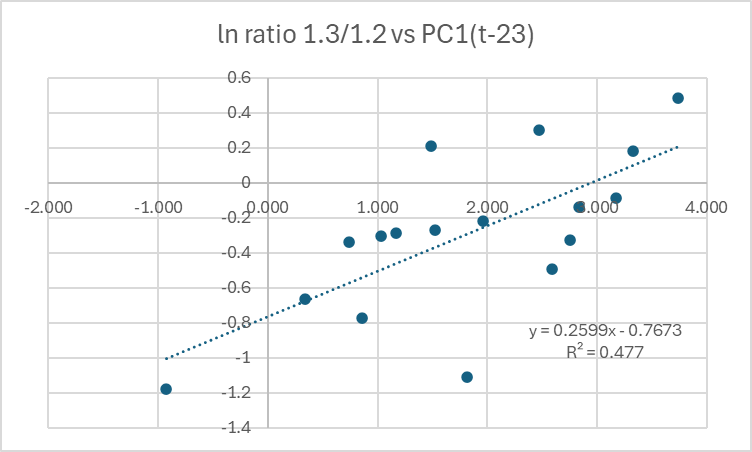 ln ratio 1.3/1.2 vs PC1(t-23)
0.6
0.4
0.2
0
-2.000 -1.000 0.000 1.000 2.000 3.000 4.000
-0.2
-0.4
-0.6
-0.8
y = 0.2599x - 0.7673
R² = 0.477
-1
-1.2
-1.4